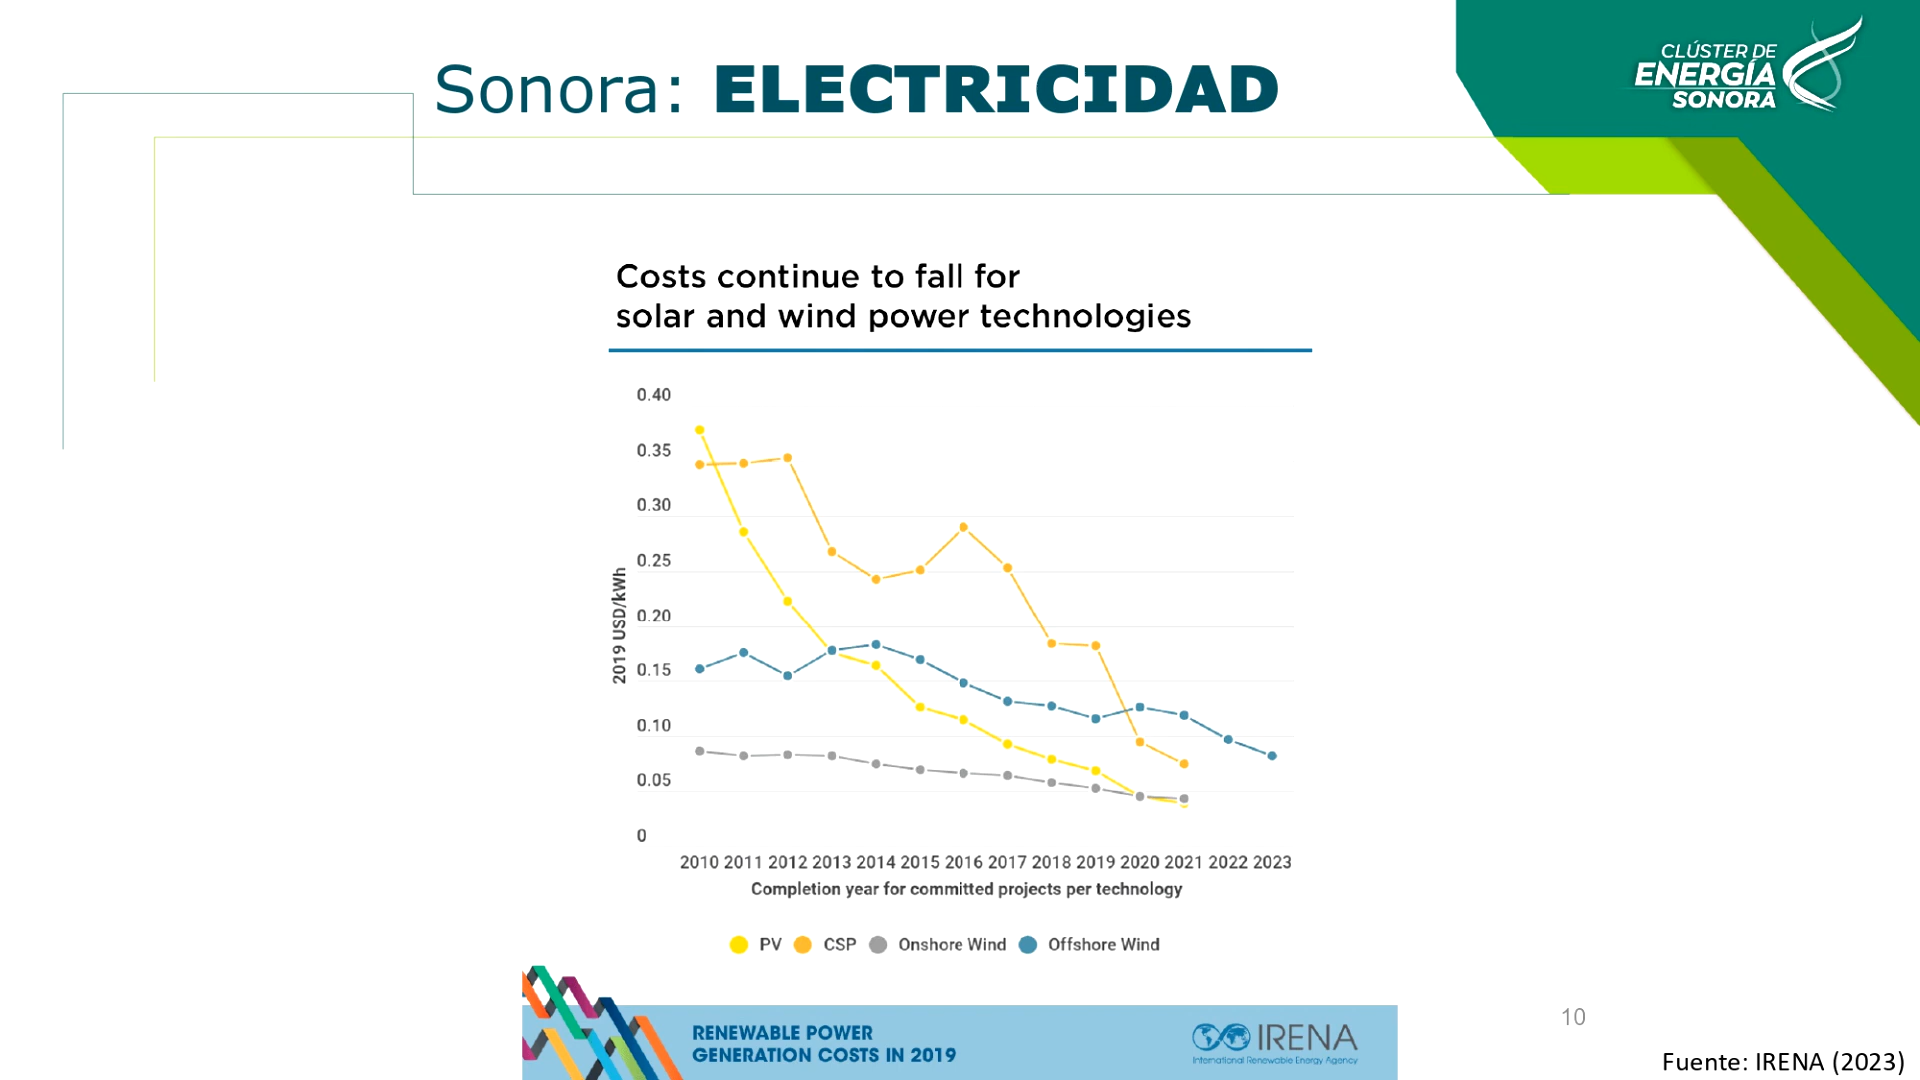 Sonora: ELECTRICIDAD
CLÚSTER DE
ENERGÍA
SONORA
Costs continue to fall for
solar and wind power technologies
0.40
0.35
0.30
0.25
0.20
0.15
0.10
0.05
0
2019 USD/kWh
2010 2011 2012 2013 2014 2015 2016 2017 2018 2019 2020 2021 2022 2023
Completion year for committed projects per technology
PV CSP Onshore Wind Offshore Wind
RENEWABLE POWER
GENERATION COSTS IN 2019
IRENA
International Renewable Energy Agency
10
Fuente: IRENA (2023)